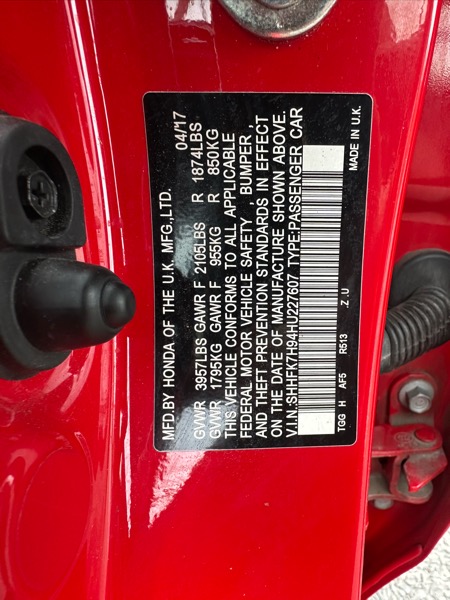 MFD.BY HONDA OF THE U.K. MFG.,LTD. 04/17
GVWR 3957LBS GAWR F 2105LBS R 1874LBS
GVWR 1795KG GAWR F 955KG R 850KG
THIS VEHICLE CONFORMS TO ALL APPLICABLE
FEDERAL MOTOR VEHICLE SAFETY , BUMPER ,
AND THEFT PREVENTION STANDARDS IN EFFECT
ON THE DATE OF MANUFACTURE SHOWN ABOVE.
V.I.N.:SHHFK7H94HU227607 TYPE:PASSENGER CAR
TGG H AF5 R513 .Z .U MADE IN U.K.